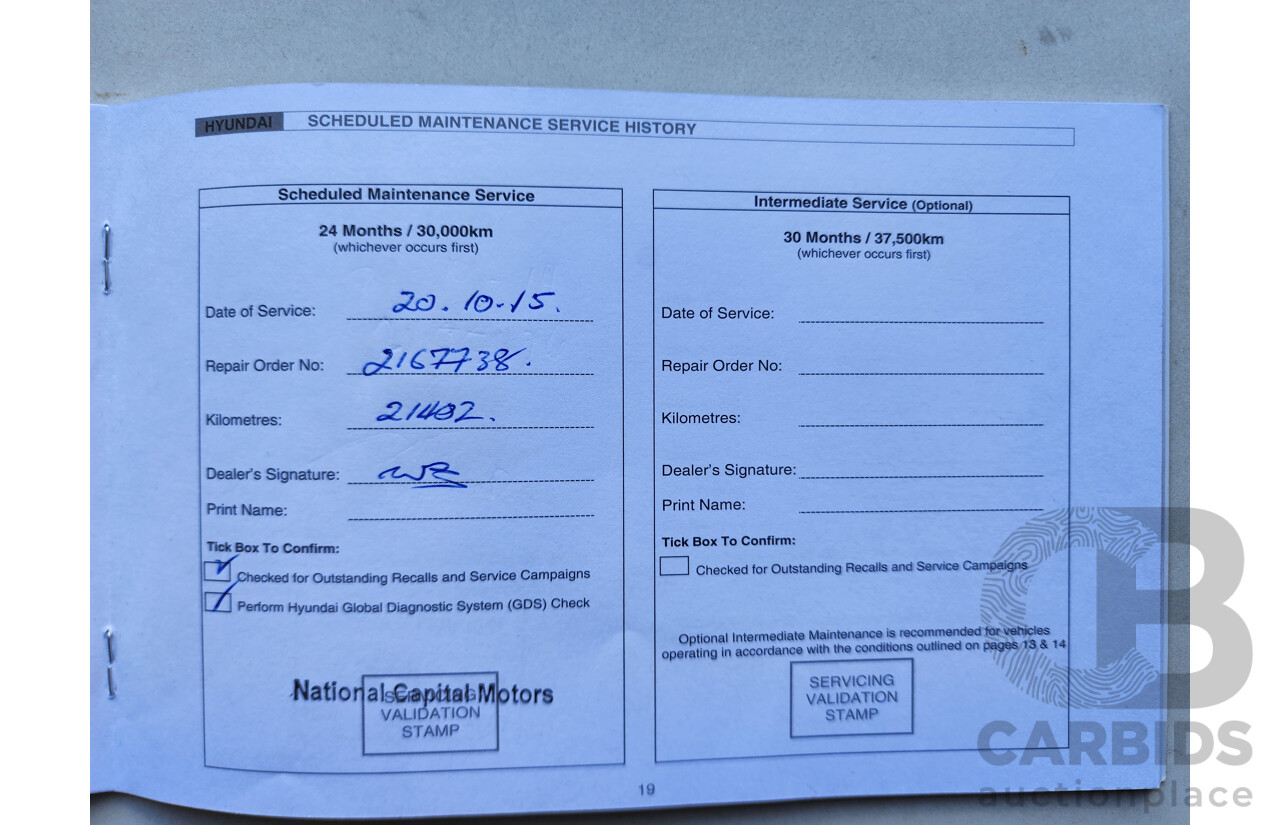 HYUNDAI SCHEDULED MAINTENANCE SERVICE HISTORY
Scheduled Maintenance Service
24 Months / 30,000km
(whichever occurs first)
Date of Service: 20.10.15.
Repair Order No: 2167738.
Kilometres: 21402.
Dealer's Signature:
Print Name:
Tick Box To Confirm:
Checked for Outstanding Recalls and Service Campaigns
Perform Hyundai Global Diagnostic System (GDS) Check
National Capital Motors
SERVICING
VALIDATION
STAMP
Intermediate Service (Optional)
30 Months / 37,500km
(whichever occurs first)
Date of Service:
Repair Order No:
Kilometres:
Dealer's Signature:
Print Name:
Tick Box To Confirm:
Checked for Outstanding Recalls and Service Campaigns
Optional Intermediate Maintenance is recommended for vehicles
operating in accordance with the conditions outlined on pages 13 & 14
SERVICING
VALIDATION
STAMP
19
CB
CARBIDS
auctionplace